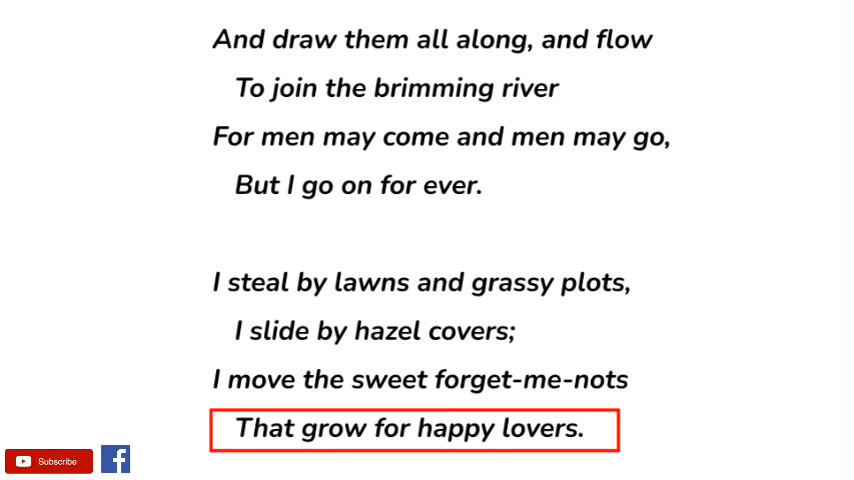 And draw them all along, and flow
To join the brimming river
For men may come and men may go,
But I go on for ever.
I steal by lawns and grassy plots,
I slide by hazel covers;
I move the sweet forget-me-nots
That grow for happy lovers.
Subscribe